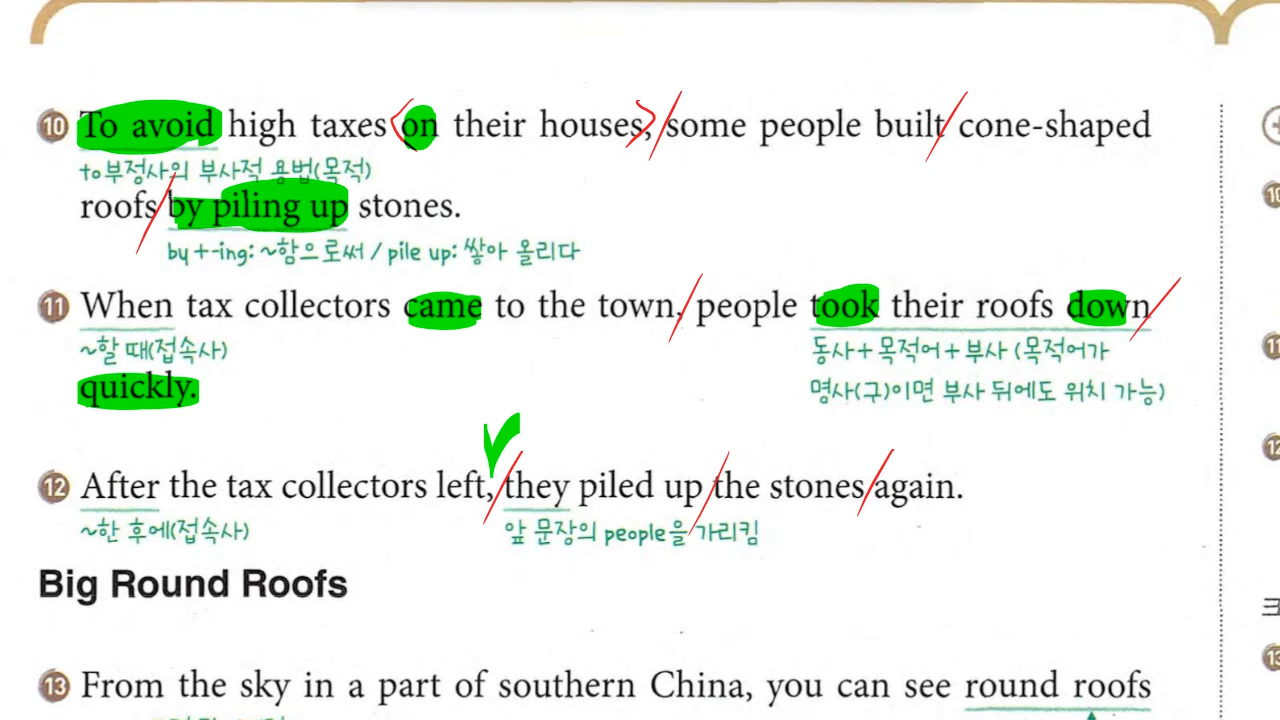 10 To avoid high taxes on their houses, some people built cone-shaped
to부정사의 부사적 용법(목적)
roofs by piling up stones.
by+-ing: ~함으로써 / pile up: 쌓아 올리다
11 When tax collectors came to the town, people took their roofs down
~할 때(접속사) 동사+목적어+부사 (목적어가
quickly. 명사(구)이면 부사 뒤에도 위치 가능)
12 After the tax collectors left, they piled up the stones again.
~한 후에(접속사) 앞 문장의 people을 가리킴
Big Round Roofs
13 From the sky in a part of southern China, you can see round roofs